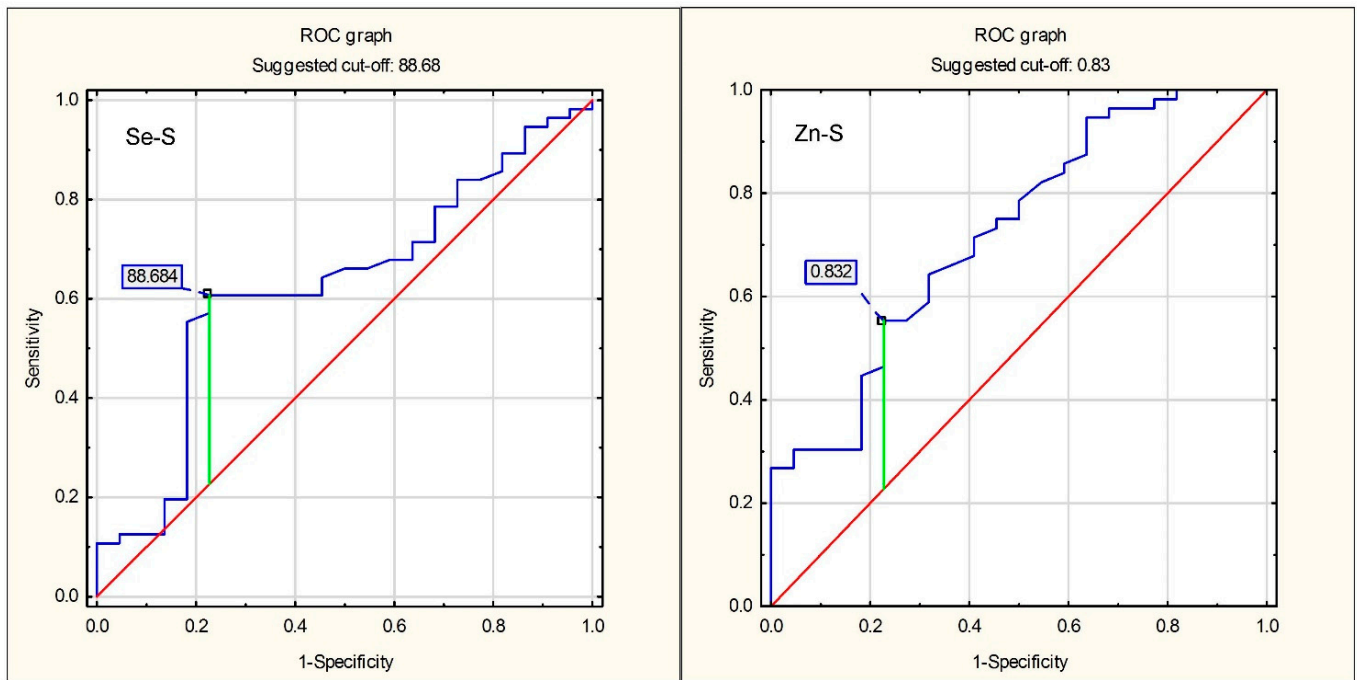 ROC graph
Suggested cut-off: 88.68
1.0
Se-S
0.8
88.684
0.6
Sensitivity
0.4
0.2
0.0
0.0 0.2 0.4 0.6 0.8 1.0
1-Specificity
ROC graph
Suggested cut-off: 0.83
1.0
Zn-S
0.8
0.832
0.6
Sensitivity
0.4
0.2
0.0
0.0 0.2 0.4 0.6 0.8 1.0
1-Specificity